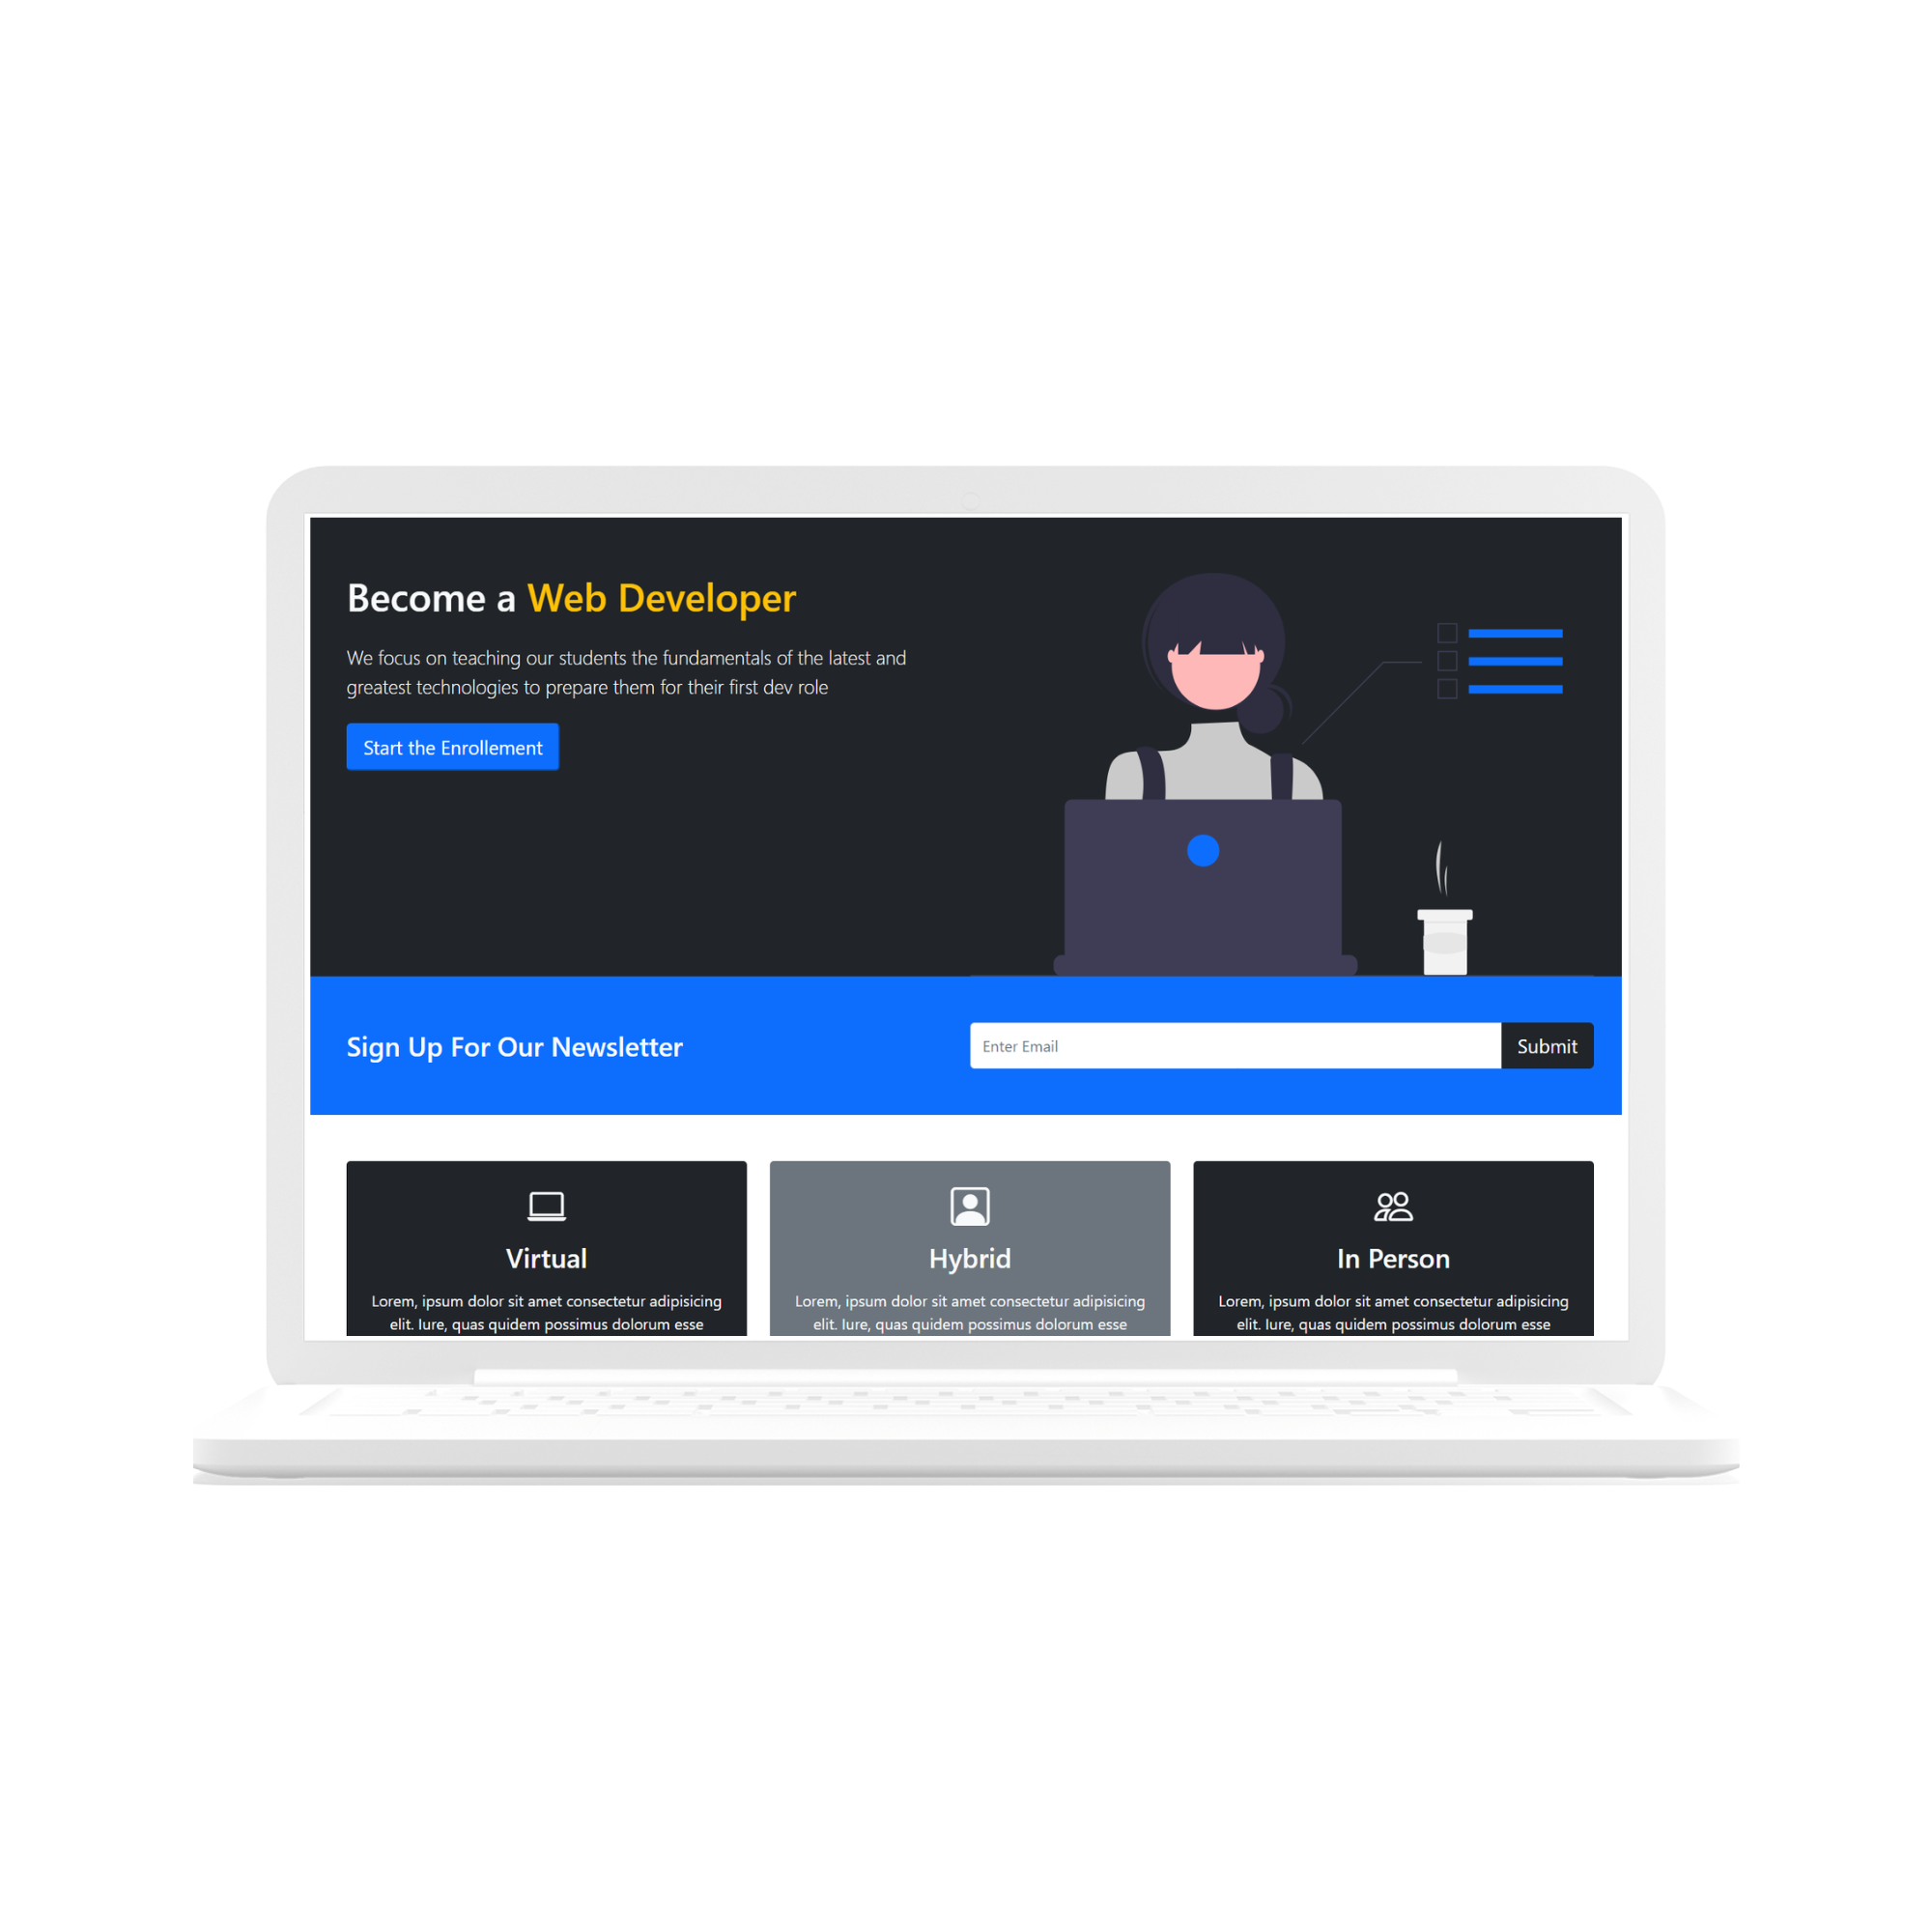 Become a Web Developer
We focus on teaching our students the fundamentals of the latest and
greatest technologies to prepare them for their first dev role
Start the Enrollement
Sign Up For Our Newsletter
Enter Email
Submit
Virtual
Lorem, ipsum dolor sit amet consectetur adipisicing
elit. Iure, quas quidem possimus dolorum esse
Hybrid
Lorem, ipsum dolor sit amet consectetur adipisicing
elit. Iure, quas quidem possimus dolorum esse
In Person
Lorem, ipsum dolor sit amet consectetur adipisicing
elit. Iure, quas quidem possimus dolorum esse